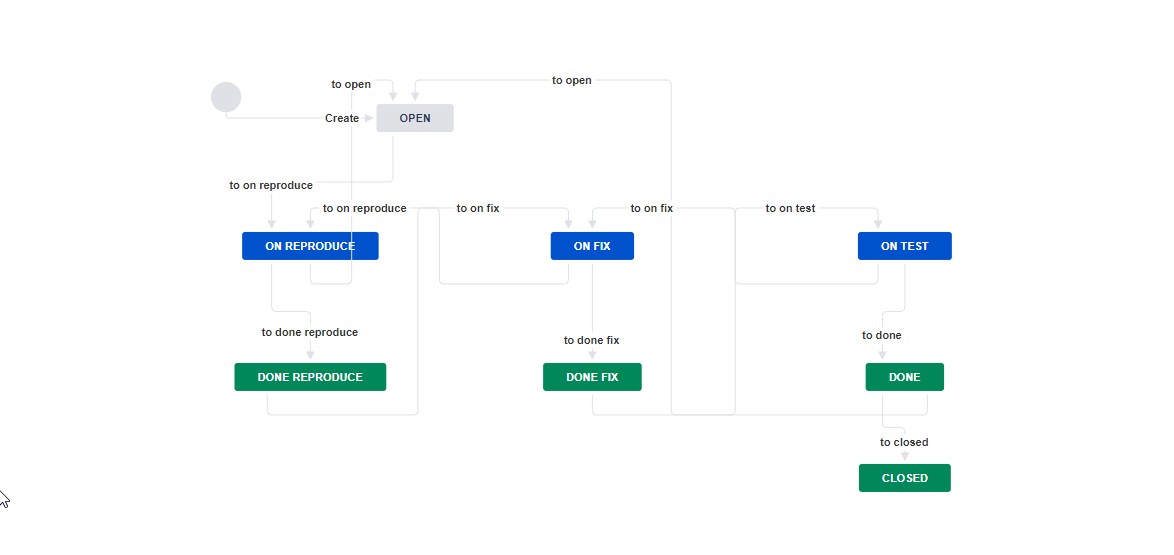 to open
to open
Create
OPEN
to on reproduce
to on reproduce
to on fix
to on fix
to on test
ON REPRODUCE
ON FIX
ON TEST
to done reproduce
to done fix
to done
DONE REPRODUCE
DONE FIX
DONE
to closed
CLOSED